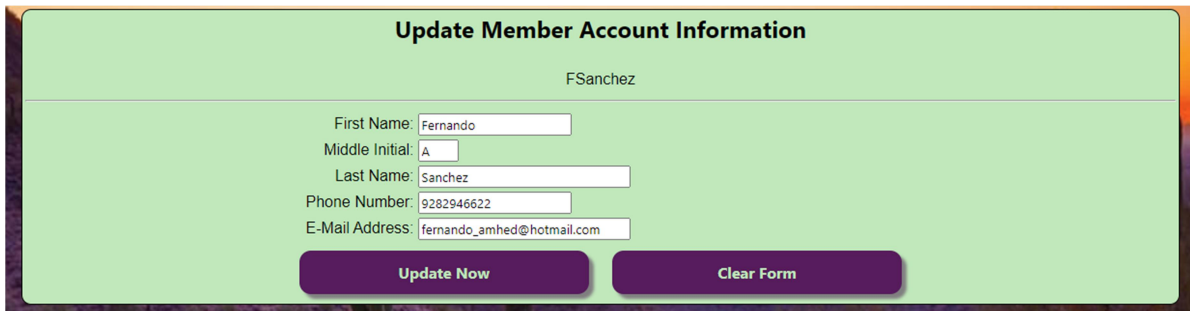 Update Member Account Information
FSanchez
First Name: Fernando
Middle Initial: A
Last Name: Sanchez
Phone Number: 9282946622
E-Mail Address: fernando_amhed@hotmail.com
Update Now Clear Form